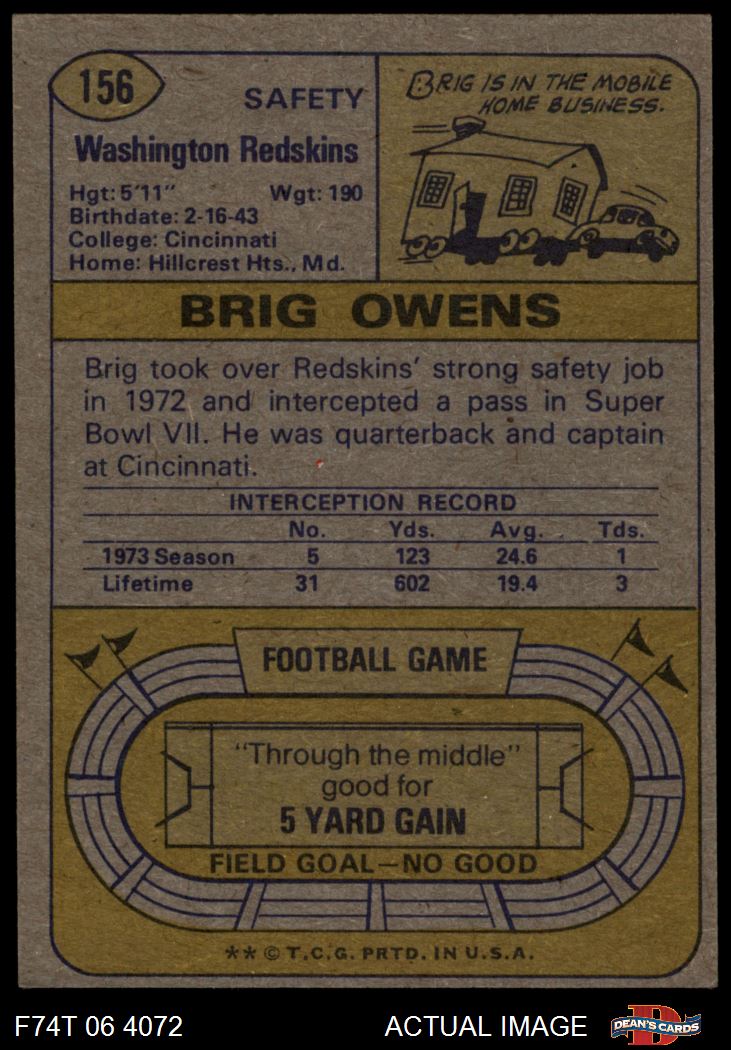 156
SAFETY
Washington Redskins
Hgt: 5'11" Wgt: 190
Birthdate: 2-16-43
College: Cincinnati
Home: Hillcrest Hts., Md.
BRIG IS IN THE MOBILE
HOME BUSINESS.
BRIG OWENS
Brig took over Redskins' strong safety job
in 1972 and intercepted a pass in Super
Bowl VII. He was quarterback and captain
at Cincinnati.
INTERCEPTION RECORD
No. Yds. Avg. Tds.
1973 Season 5 123 24.6 1
Lifetime 31 602 19.4 3
FOOTBALL GAME
"Through the middle"
good for
5 YARD GAIN
FIELD GOAL—NO GOOD
** © T.C.G. PRTD. IN U.S.A.
F74T 06 4072 ACTUAL IMAGE
D
DEAN'S CARDS